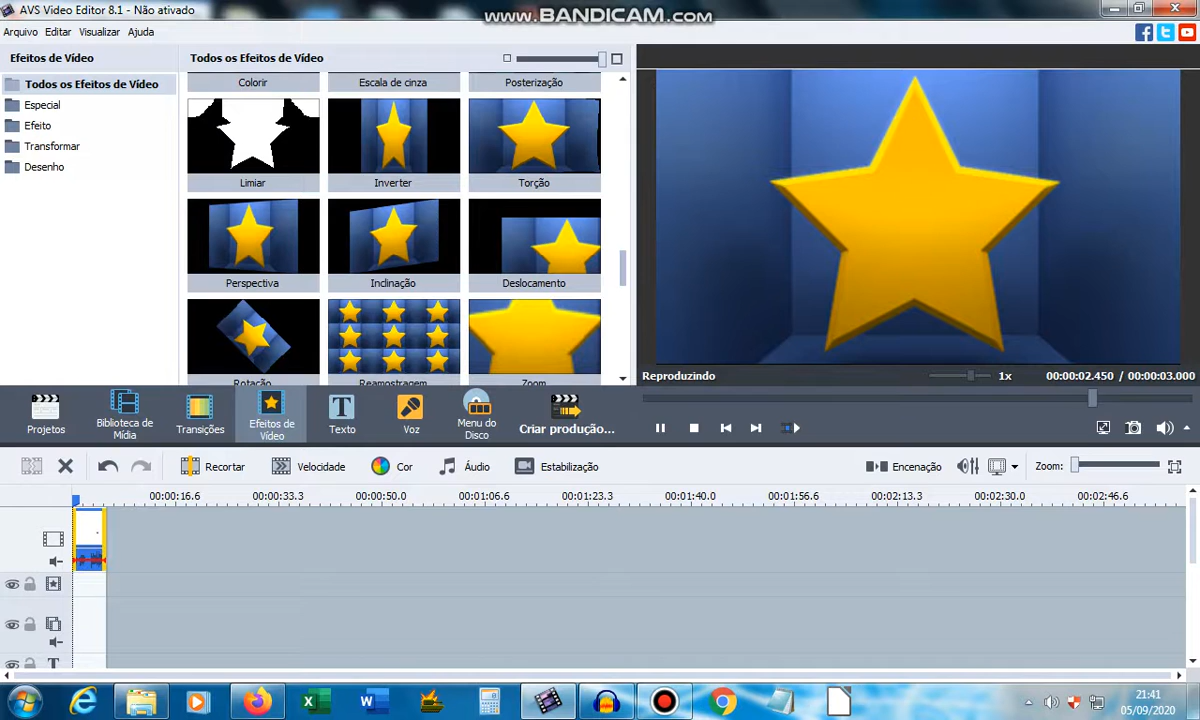 AVS Video Editor 8.1 - Não ativado
www.BANDICAM.com
Arquivo Editar Visualizar Ajuda
Efeitos de Vídeo
Todos os Efeitos de Vídeo
Todos os Efeitos de Vídeo
Especial
Efeito
Transformar
Desenho
Colorir Escala de cinza Posterização
Limiar Inverter Torção
Perspectiva Inclinação Deslocamento
Rotação Reamostragem Zoom
Reproduzindo 1x 00:00:02.450 / 00:00:03.000
Projetos
Biblioteca de Mídia
Transições
Efeitos de Vídeo
Texto
Voz
Menu do Disco
Criar produção...
Recortar Velocidade Cor Áudio Estabilização Encenação Zoom:
00:00:16.6 00:00:33.3 00:00:50.0 00:01:06.6 00:01:23.3 00:01:40.0 00:01:56.6 00:02:13.3 00:02:30.0 00:02:46.6
T
21:41
05/09/2020